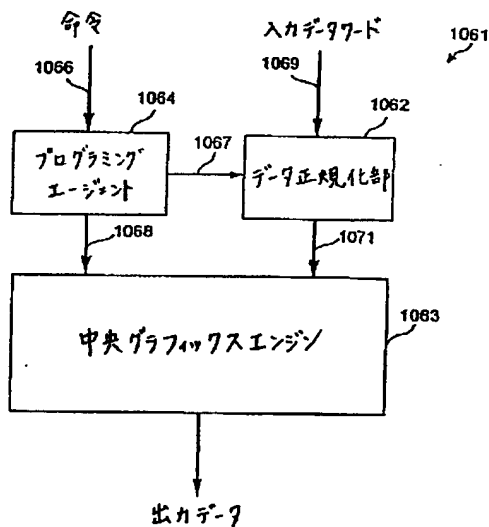 命令
入力データワード
1061
1066
1069
1064
1062
プログラミング
エージェント
1067
データ正規化部
1068
1071
中央グラフィックスエンジン
1063
出力データ